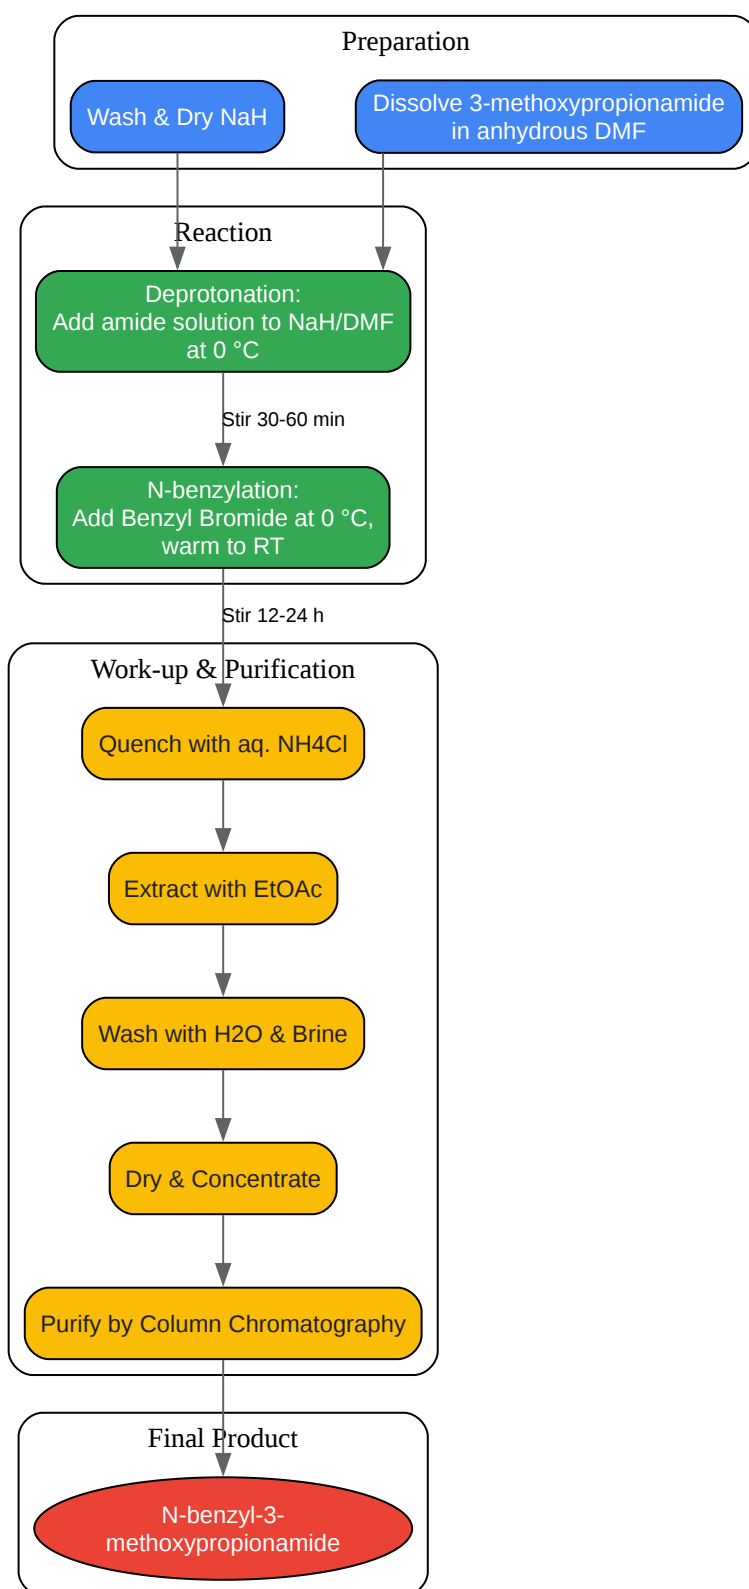 Preparation
Wash & Dry NaH
Dissolve 3-methoxypropionamide
in anhydrous DMF
Reaction
Deprotonation:
Add amide solution to NaH/DMF
at 0 °C
Stir 30-60 min
N-benzylation:
Add Benzyl Bromide at 0 °C,
warm to RT
Stir 12-24 h
Work-up & Purification
Quench with aq. NH4Cl
Extract with EtOAc
Wash with H2O & Brine
Dry & Concentrate
Purify by Column Chromatography
Final Product
N-benzyl-3-
methoxypropionamide